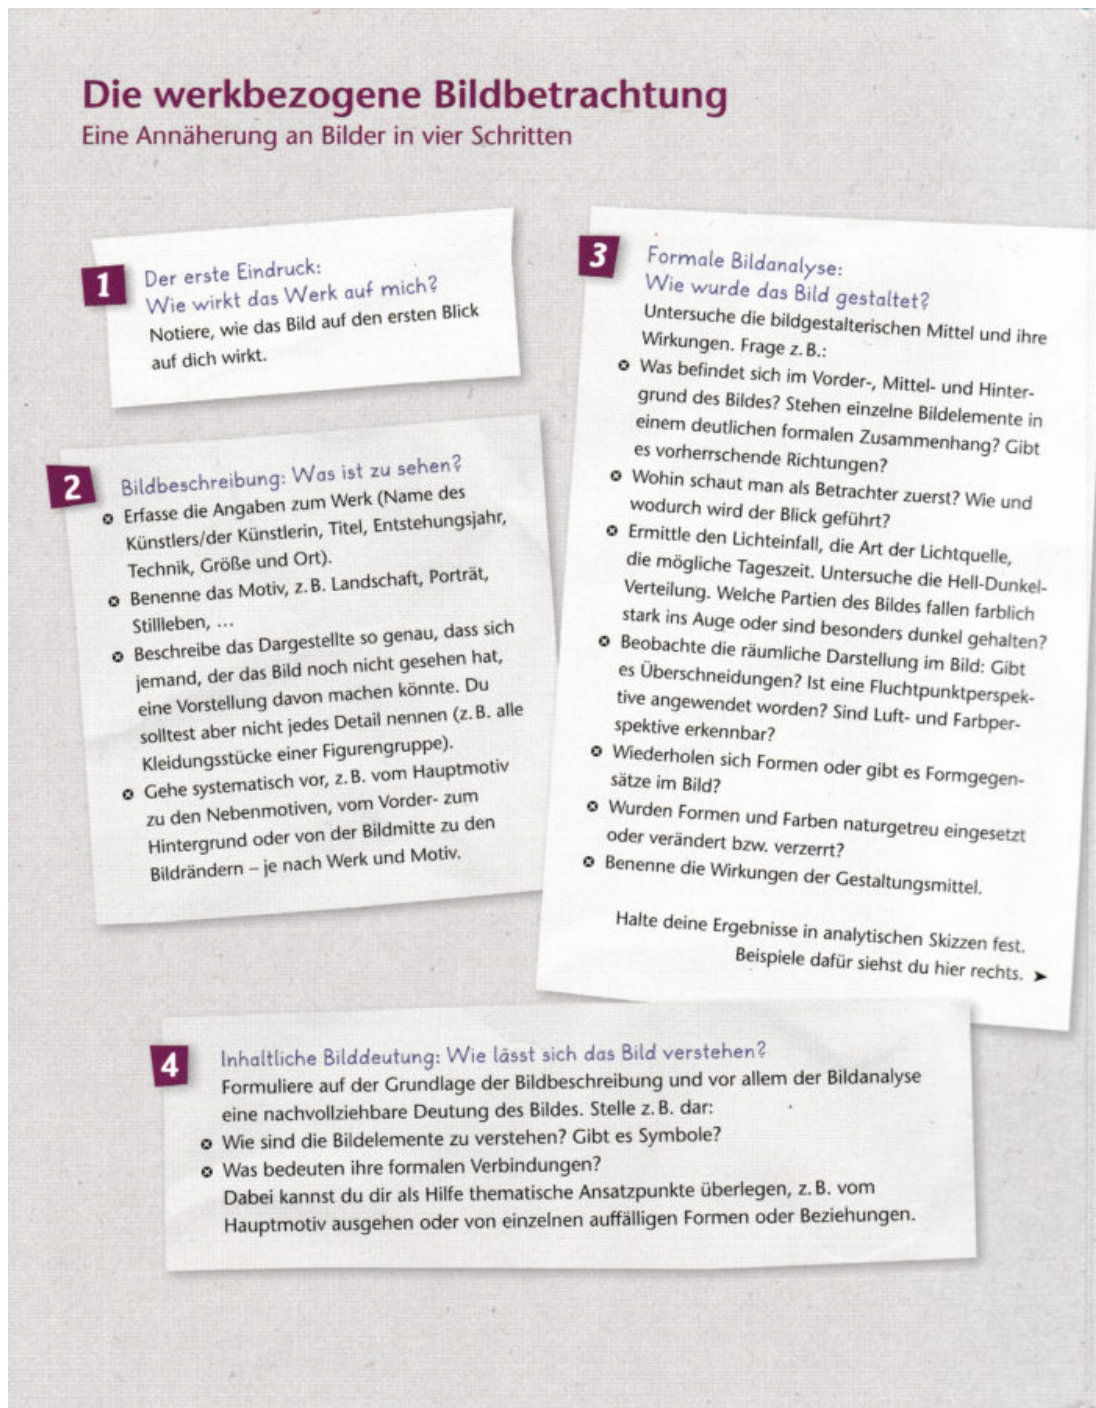 Die werkbezogene Bildbetrachtung
Eine Annäherung an Bilder in vier Schritten
1
Der erste Eindruck:
Wie wirkt das Werk auf mich?
Notiere, wie das Bild auf den ersten Blick
auf dich wirkt.
2
Bildbeschreibung: Was ist zu sehen?
Erfasse die Angaben zum Werk (Name des
Künstlers/der Künstlerin, Titel, Entstehungsjahr,
Technik, Größe und Ort).
Benenne das Motiv, z. B. Landschaft, Porträt,
Stillleben, ...
Beschreibe das Dargestellte so genau, dass sich
jemand, der das Bild noch nicht gesehen hat,
eine Vorstellung davon machen könnte. Du
solltest aber nicht jedes Detail nennen (z. B. alle
Kleidungsstücke einer Figurengruppe).
Gehe systematisch vor, z. B. vom Hauptmotiv
zu den Nebenmotiven, vom Vorder- zum
Hintergrund oder von der Bildmitte zu den
Bildrändern – je nach Werk und Motiv.
3
Formale Bildanalyse:
Wie wurde das Bild gestaltet?
Untersuche die bildgestalterischen Mittel und ihre
Wirkungen. Frage z. B.:
Was befindet sich im Vorder-, Mittel- und Hinter-
grund des Bildes? Stehen einzelne Bildelemente in
einem deutlichen formalen Zusammenhang? Gibt
es vorherrschende Richtungen?
Wohin schaut man als Betrachter zuerst? Wie und
wodurch wird der Blick geführt?
Ermittle den Lichteinfall, die Art der Lichtquelle,
die mögliche Tageszeit. Untersuche die Hell-Dunkel-
Verteilung. Welche Partien des Bildes fallen farblich
stark ins Auge oder sind besonders dunkel gehalten?
Beobachte die räumliche Darstellung im Bild: Gibt
es Überschneidungen? Ist eine Fluchtpunktperspek-
tive angewendet worden? Sind Luft- und Farbper-
spektive erkennbar?
Wiederholen sich Formen oder gibt es Formgegen-
sätze im Bild?
Wurden Formen und Farben naturgetreu eingesetzt
oder verändert bzw. verzerrt?
Benenne die Wirkungen der Gestaltungsmittel.
Halte deine Ergebnisse in analytischen Skizzen fest.
Beispiele dafür siehst du hier rechts. ➤
4
Inhaltliche Bilddeutung: Wie lässt sich das Bild verstehen?
Formuliere auf der Grundlage der Bildbeschreibung und vor allem der Bildanalyse
eine nachvollziehbare Deutung des Bildes. Stelle z. B. dar:
Wie sind die Bildelemente zu verstehen? Gibt es Symbole?
Was bedeuten ihre formalen Verbindungen?
Dabei kannst du dir als Hilfe thematische Ansatzpunkte überlegen, z. B. vom
Hauptmotiv ausgehen oder von einzelnen auffälligen Formen oder Beziehungen.